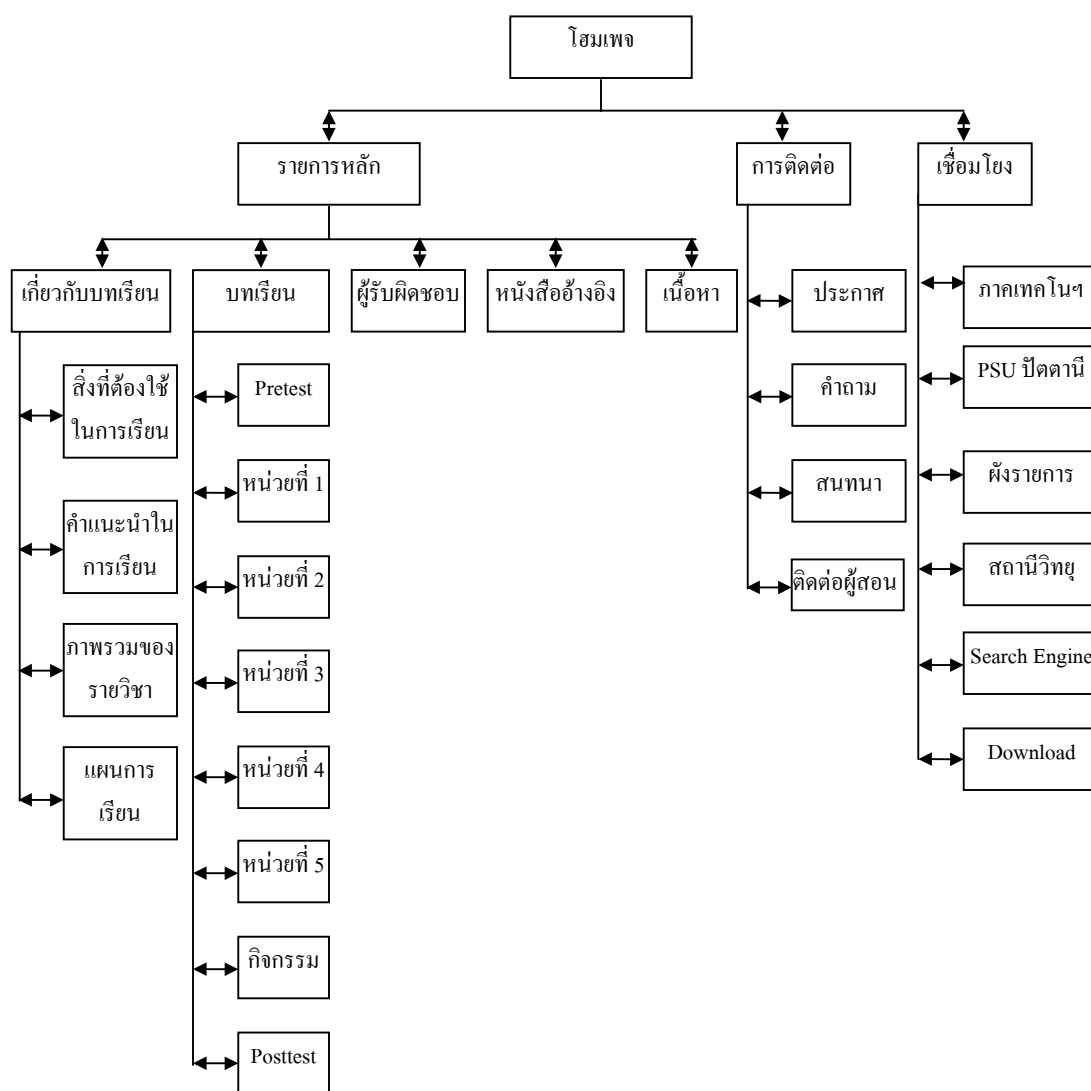 โฮมเพจ
รายการหลัก
การติดต่อ
เชื่อมโยง
เกี่ยวกับบทเรียน
บทเรียน
ผู้รับผิดชอบ
หนังสืออ้างอิง
เนื้อหา
สิ่งที่ต้องใช้
ในการเรียน
คำแนะนำใน
การเรียน
ภาพรวมของ
รายวิชา
แผนการ
เรียน
Pretest
หน่วยที่ 1
หน่วยที่ 2
หน่วยที่ 3
หน่วยที่ 4
หน่วยที่ 5
กิจกรรม
Posttest
ประกาศ
คำถาม
สนทนา
ติดต่อผู้สอน
ภาคเทคโนฯ
PSU ปัตตานี
ผังรายการ
สถานีวิทยุ
Search Engine
Download